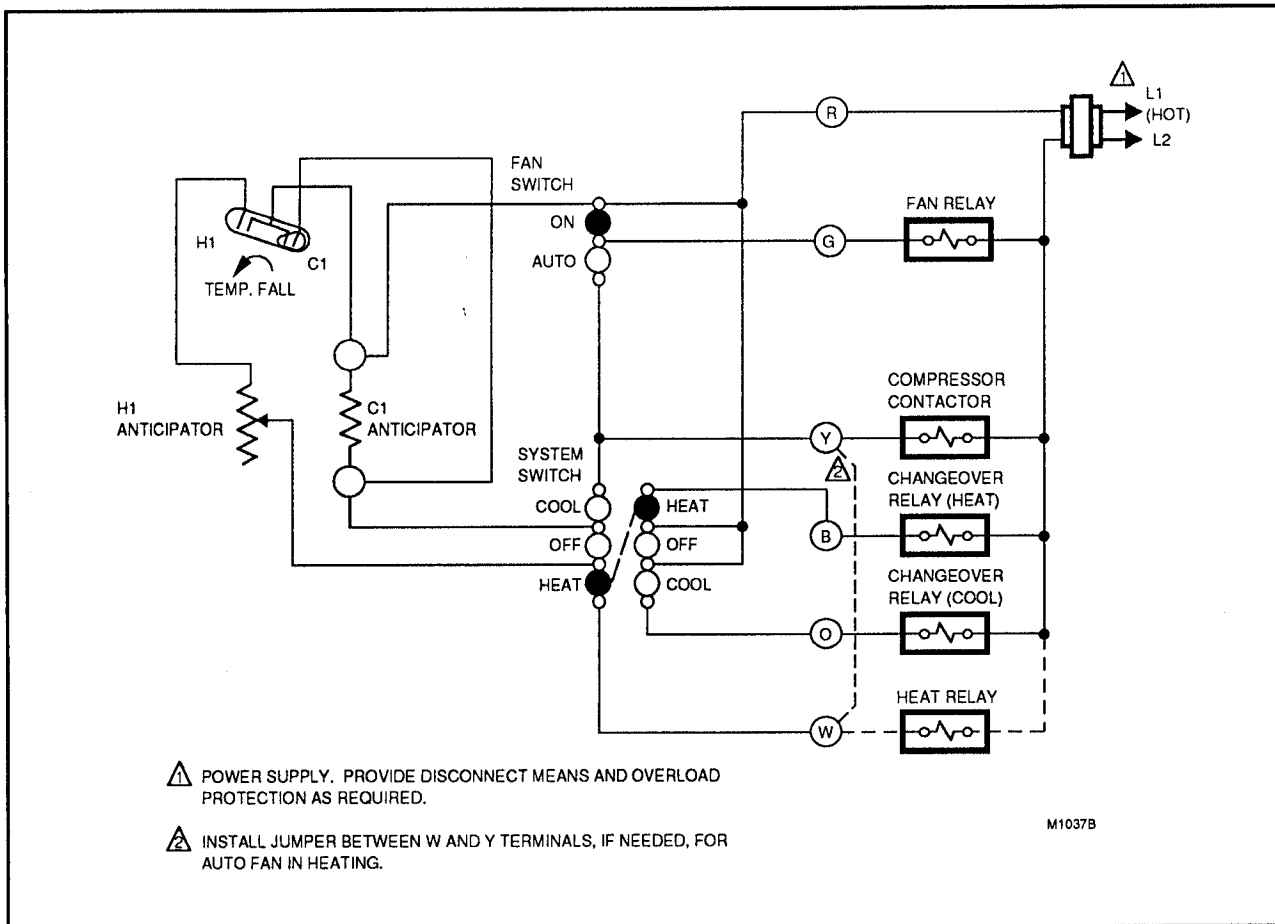 1
L1
(HOT)
L2
R
FAN
SWITCH
ON
AUTO
G
FAN RELAY
H1
C1
TEMP. FALL
H1
ANTICIPATOR
C1
ANTICIPATOR
COMPRESSOR
CONTACTOR
Y
2
SYSTEM
SWITCH
COOL
OFF
HEAT
HEAT
OFF
COOL
CHANGEOVER
RELAY (HEAT)
B
CHANGEOVER
RELAY (COOL)
O
HEAT RELAY
W
1 POWER SUPPLY. PROVIDE DISCONNECT MEANS AND OVERLOAD
PROTECTION AS REQUIRED.
2 INSTALL JUMPER BETWEEN W AND Y TERMINALS, IF NEEDED, FOR
AUTO FAN IN HEATING.
M1037B